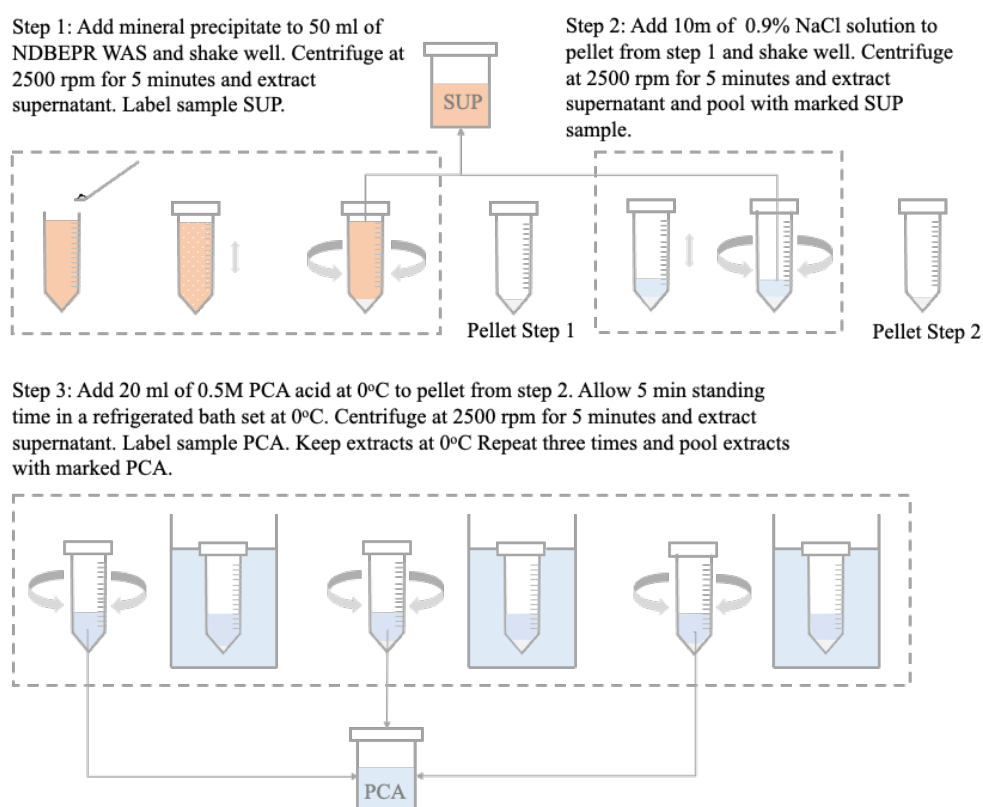 Step 1: Add mineral precipitate to 50 ml of
NDBEPR WAS and shake well. Centrifuge at
2500 rpm for 5 minutes and extract
supernatant. Label sample SUP.
Step 2: Add 10m of 0.9% NaCl solution to
pellet from step 1 and shake well. Centrifuge
at 2500 rpm for 5 minutes and extract
supernatant and pool with marked SUP
sample.
SUP
Pellet Step 1
Pellet Step 2
Step 3: Add 20 ml of 0.5M PCA acid at 0ᵒC to pellet from step 2. Allow 5 min standing
time in a refrigerated bath set at 0ᵒC. Centrifuge at 2500 rpm for 5 minutes and extract
supernatant. Label sample PCA. Keep extracts at 0ᵒC Repeat three times and pool extracts
with marked PCA.
PCA